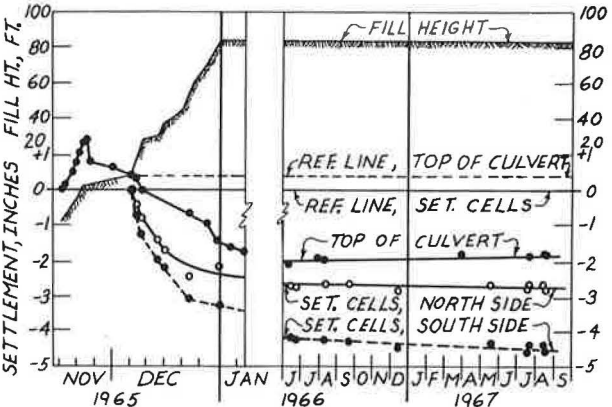 SETTLEMENT, INCHES FILL HT., FT.
100
80
60
40
20
+1
0
-1
-2
-3
-4
-5
FILL HEIGHT
REF. LINE, TOP OF CULVERT
REF. LINE, SET. CELLS
TOP OF CULVERT
SET. CELLS, NORTH SIDE
SET. CELLS, SOUTH SIDE
100
80
60
40
20
+1
0
-1
-2
-3
-4
-5
NOV DEC JAN J J A S O N D J F M A M J J A S
1965 1966 1967